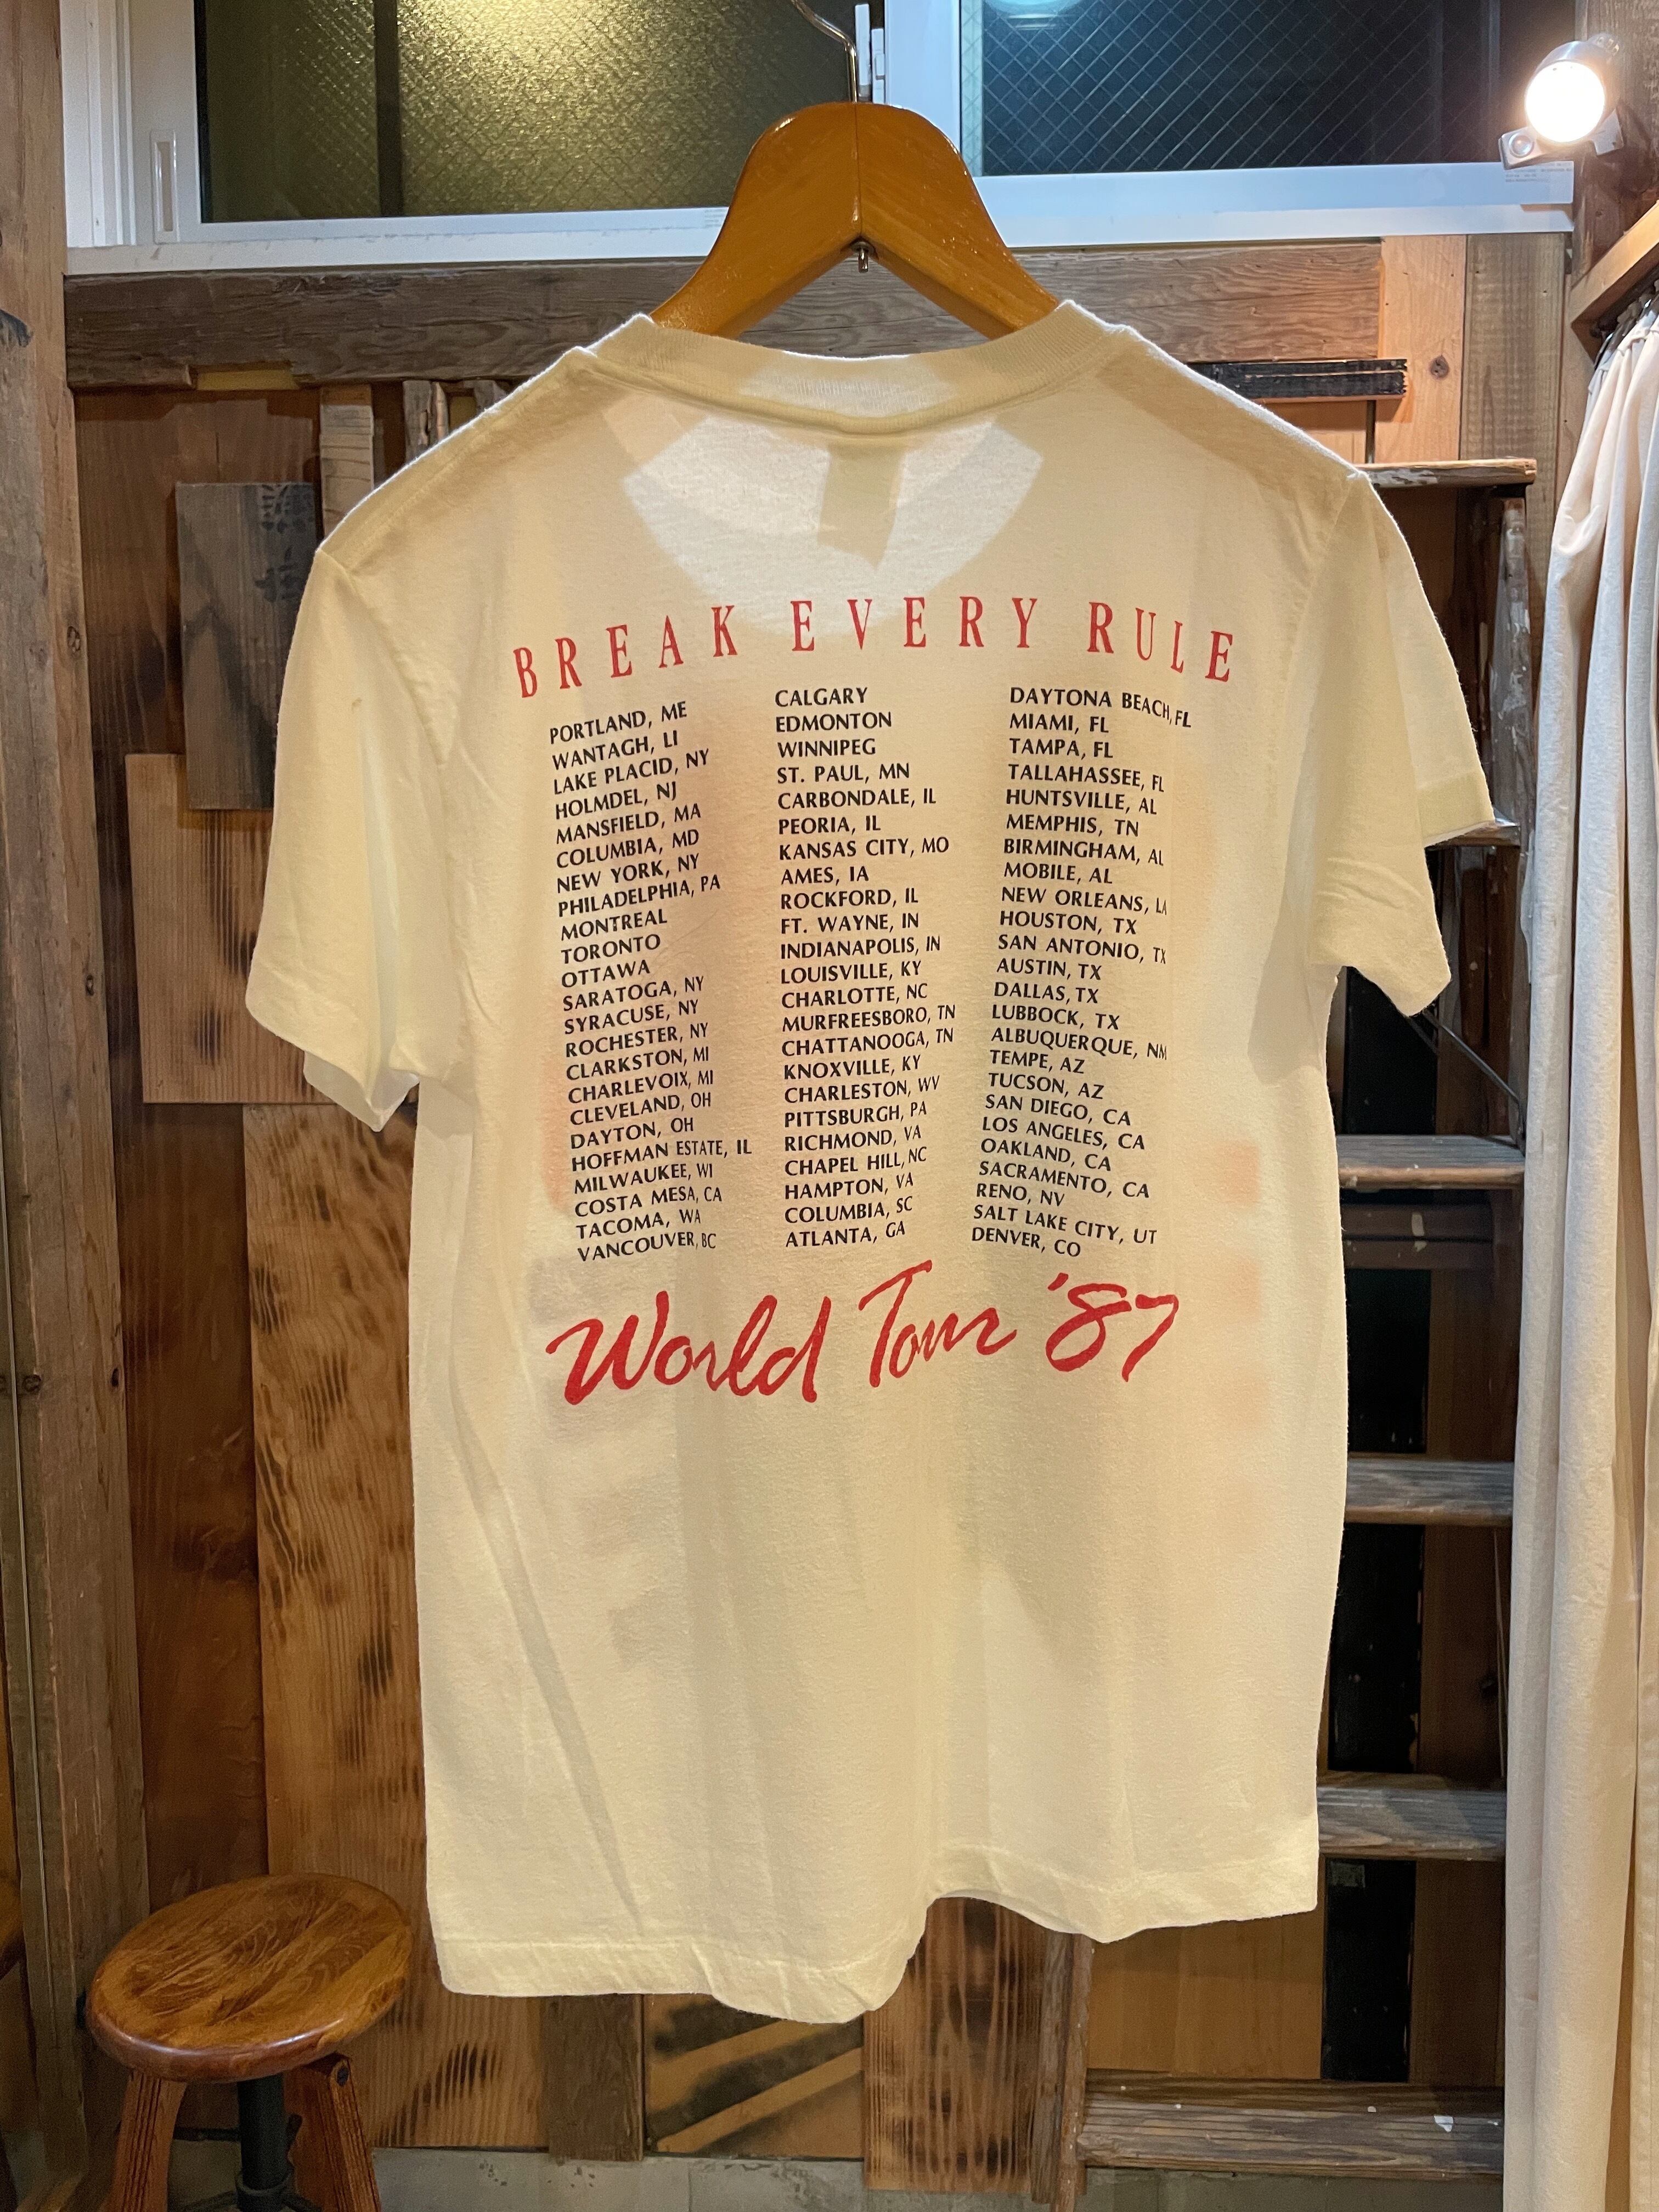 BREAK EVERY RULE
PORTLAND, ME
WANTAGH, LI
LAKE PLACID, NY
HOLMDEL, NJ
MANSFIELD, MA
COLUMBIA, MD
NEW YORK, NY
PHILADELPHIA, PA
MONTREAL
TORONTO
OTTAWA
SARATOGA, NY
SYRACUSE, NY
ROCHESTER, NY
CLARKSTON, MI
CHARLEVOIX, MI
CLEVELAND, OH
DAYTON, OH
HOFFMAN ESTATE, IL
MILWAUKEE, WI
COSTA MESA, CA
TACOMA, WA
VANCOUVER, BC
CALGARY
EDMONTON
WINNIPEG
ST. PAUL, MN
CARBONDALE, IL
PEORIA, IL
KANSAS CITY, MO
AMES, IA
ROCKFORD, IL
FT. WAYNE, IN
INDIANAPOLIS, IN
LOUISVILLE, KY
CHARLOTTE, NC
MURFREESBORO, TN
CHATTANOOGA, TN
KNOXVILLE, KY
CHARLESTON, WV
PITTSBURGH, PA
RICHMOND, VA
CHAPEL HILL, NC
HAMPTON, VA
COLUMBIA, SC
ATLANTA, GA
DAYTONA BEACH, FL
MIAMI, FL
TAMPA, FL
TALLAHASSEE, FL
HUNTSVILLE, AL
MEMPHIS, TN
BIRMINGHAM, AL
MOBILE, AL
NEW ORLEANS, LA
HOUSTON, TX
SAN ANTONIO, TX
AUSTIN, TX
DALLAS, TX
LUBBOCK, TX
ALBUQUERQUE, NM
TEMPE, AZ
TUCSON, AZ
SAN DIEGO, CA
LOS ANGELES, CA
OAKLAND, CA
SACRAMENTO, CA
RENO, NV
SALT LAKE CITY, UT
DENVER, CO
World Tour '87